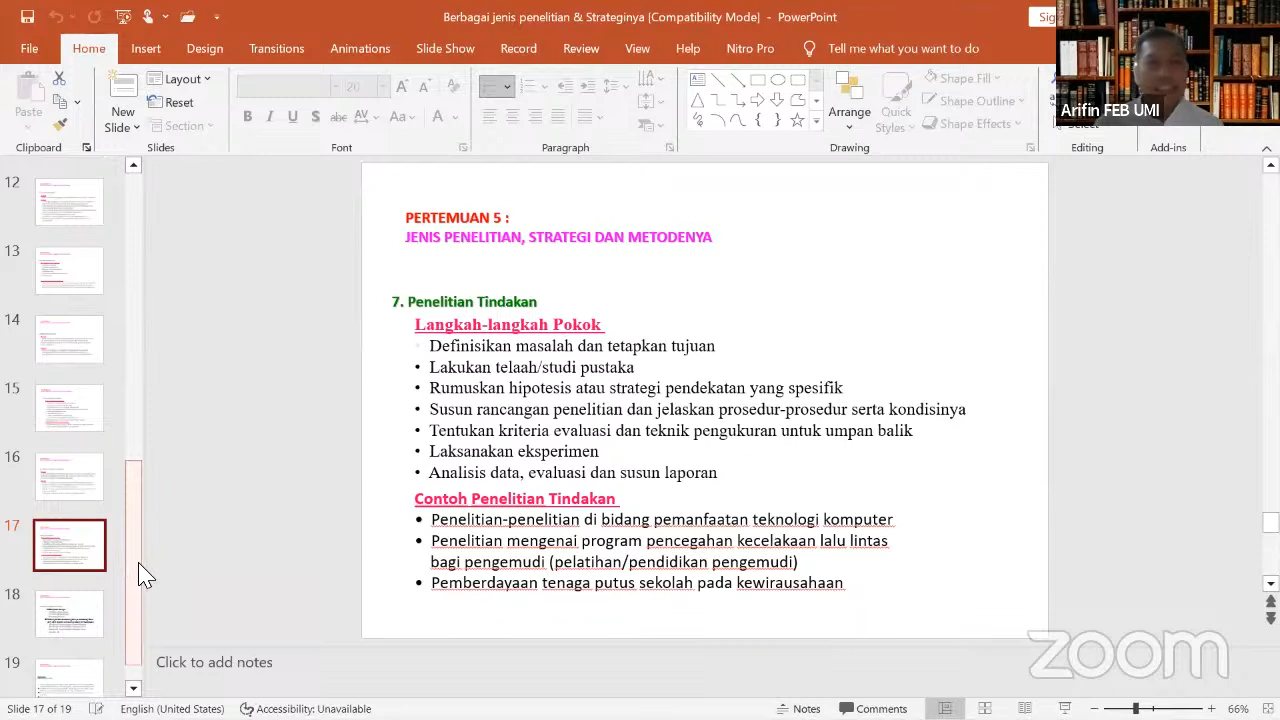 Berbagai jenis penelitian & Strateginya [Compatibility Mode] - PowerPoint
File Home Insert Design Transitions Animations Slide Show Record Review View Help Nitro Pro Tell me what you want to do
Arifin FEB UMI
Paste
New
Slide
Layout
Reset
Section
B I U S abc Aa A
Arrange
Quick
Styles
Shape Fill
Shape Outline
Shape Effects
Select
Clipboard Slides Font Paragraph Drawing Editing Add-ins
12
13
14
16
17
18
19
PERTEMUAN 5 :
JENIS PENELITIAN, STRATEGI DAN METODENYA
7. Penelitian Tindakan
Langkah-langkah Pokok
Definisikan masalah dan tetapkan tujuan
• Lakukan telaah/studi pustaka
• Rumuskan hipotesis atau strategi pendekatan yang spesifik
• Susun rancangan penelitian dan jelaskan prosedur-prosedur serta kondisinya
• Tentukan kriteria evaluasi dan teknik pengukuran untuk umpan balik
• Laksanakan eksperimen
• Analisis data, evaluasi dan susun laporan
Contoh Penelitian Tindakan
• Penelitian-penelitian di bidang pemanfaatan teknologi komputer
• Penelitian mengenai program pencegahan kecelakaan lalu lintas
bagi pengemudi (pelatihan/pendidikan pengemudi)
• Pemberdayaan tenaga putus sekolah pada kewirausahaan
zoom
Click to add notes
Slide 17 of 19 English (United States) Accessibility: Unavailable Notes Comments 66%